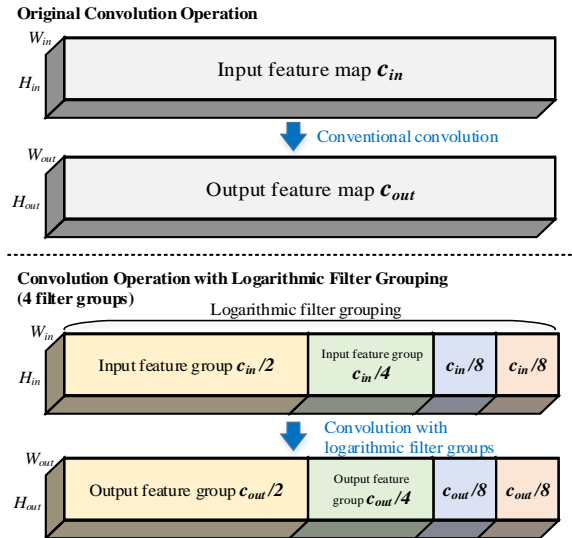 Original Convolution Operation
W_in
H_in
Input feature map c_in
Conventional convolution
W_out
H_out
Output feature map c_out
Convolution Operation with Logarithmic Filter Grouping
(4 filter groups)
Logarithmic filter grouping
W_in
H_in
Input feature group c_in/2
Input feature group
c_in/4
c_in/8
c_in/8
Convolution with
logarithmic filter groups
W_out
H_out
Output feature group c_out/2
Output feature
group c_out/4
c_out/8
c_out/8